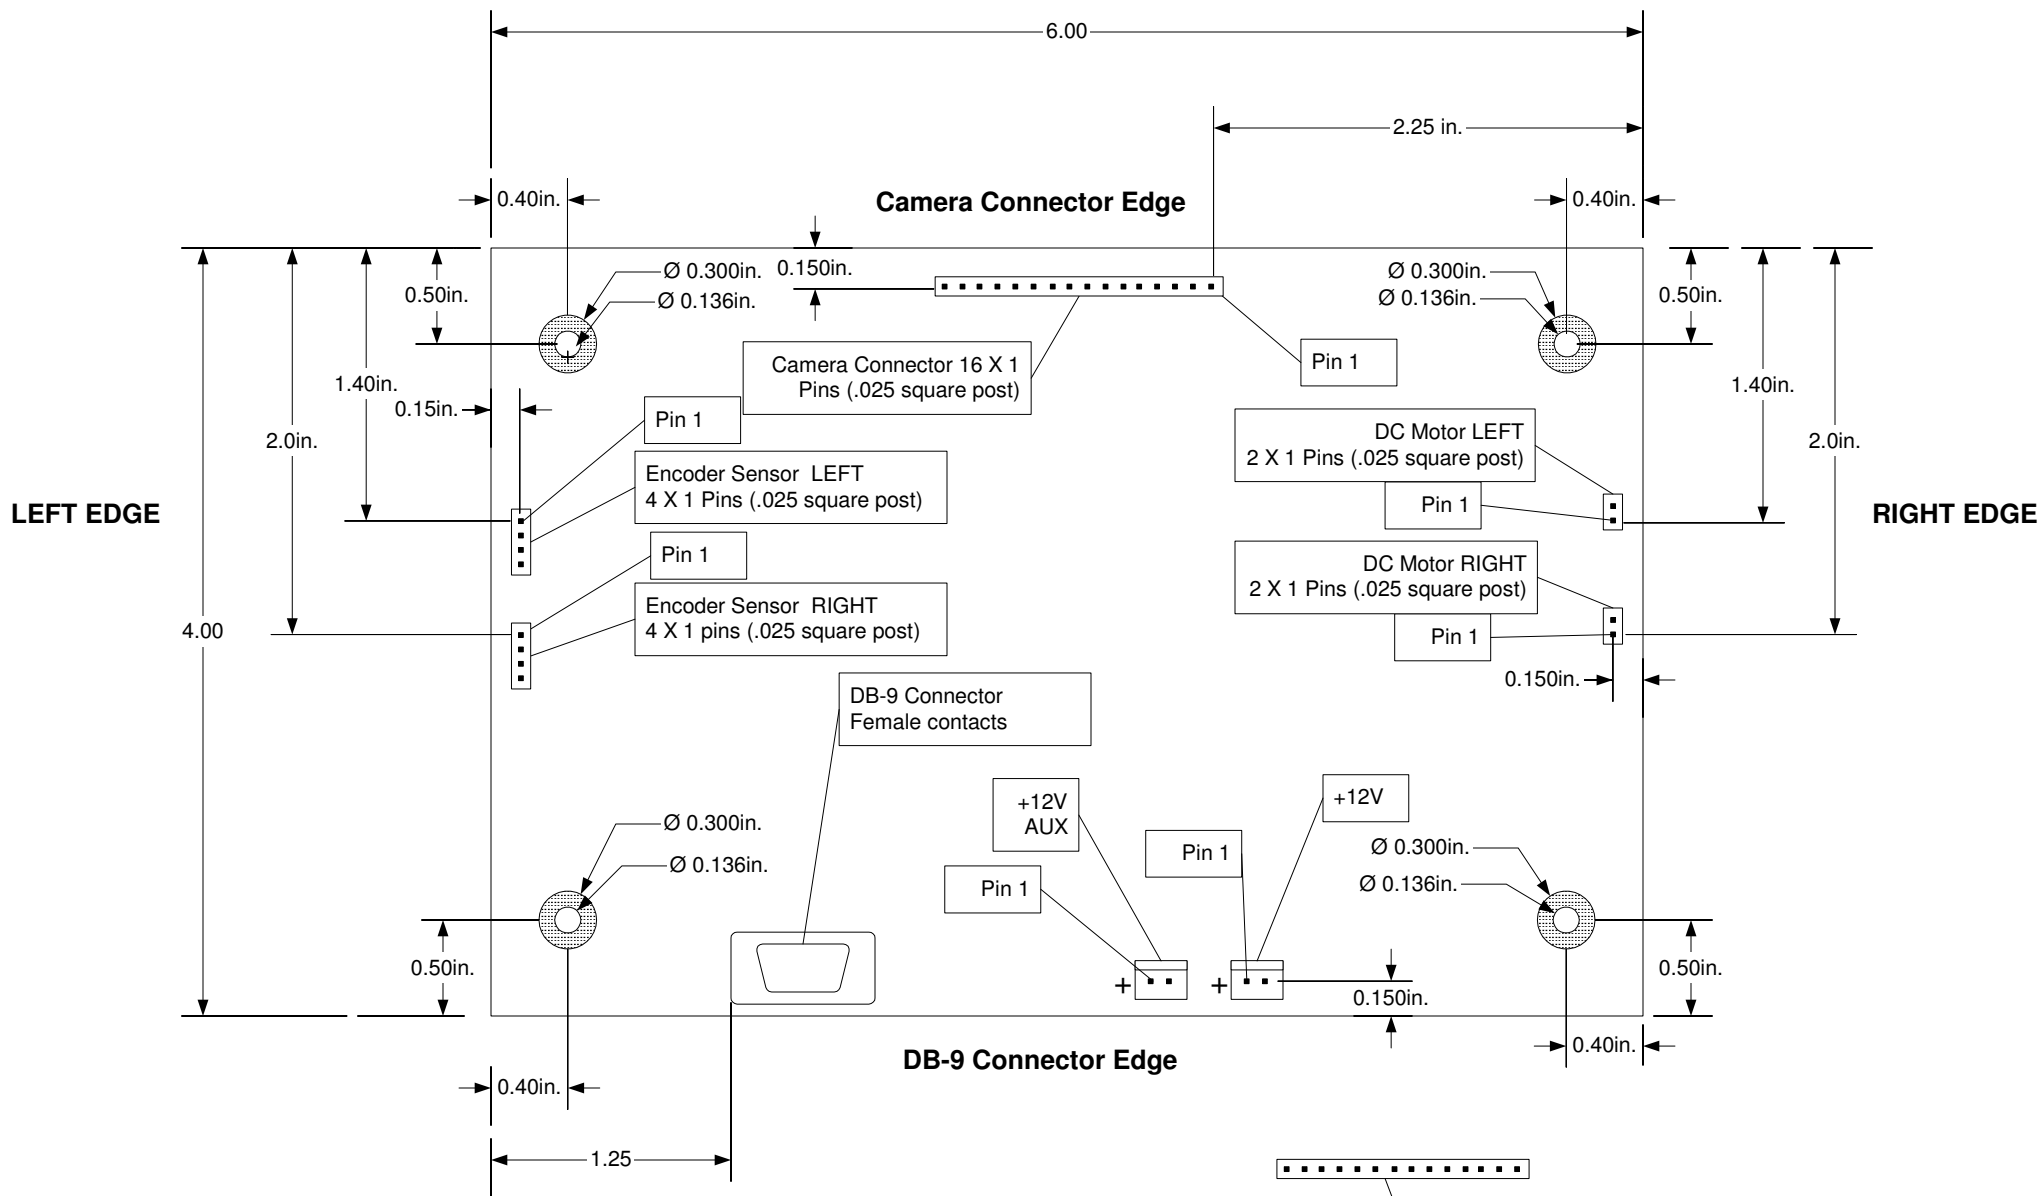 6.00
2.25 in.
0.40in.
Camera Connector Edge
0.40in.
0.50in.
Ø 0.300in.
0.150in.
Ø 0.136in.
Ø 0.300in.
Ø 0.136in.
0.50in.
Camera Connector 16 X 1
Pins (.025 square post)
Pin 1
1.40in.
0.15in.
2.0in.
Pin 1
1.40in.
2.0in.
DC Motor LEFT
2 X 1 Pins (.025 square post)
Encoder Sensor  LEFT
4 X 1 Pins (.025 square post)
Pin 1
LEFT EDGE
RIGHT EDGE
Pin 1
DC Motor RIGHT
2 X 1 Pins (.025 square post)
Encoder Sensor  RIGHT
4 X 1 pins (.025 square post)
Pin 1
4.00
0.150in.
DB-9 Connector
Female contacts
+12V
AUX
+12V
Ø 0.300in.
Ø 0.136in.
Pin 1
Pin 1
Ø 0.300in.
Ø 0.136in.
0.50in.
+
+
0.150in.
0.50in.
DB-9 Connector Edge
0.40in.
0.40in.
1.25